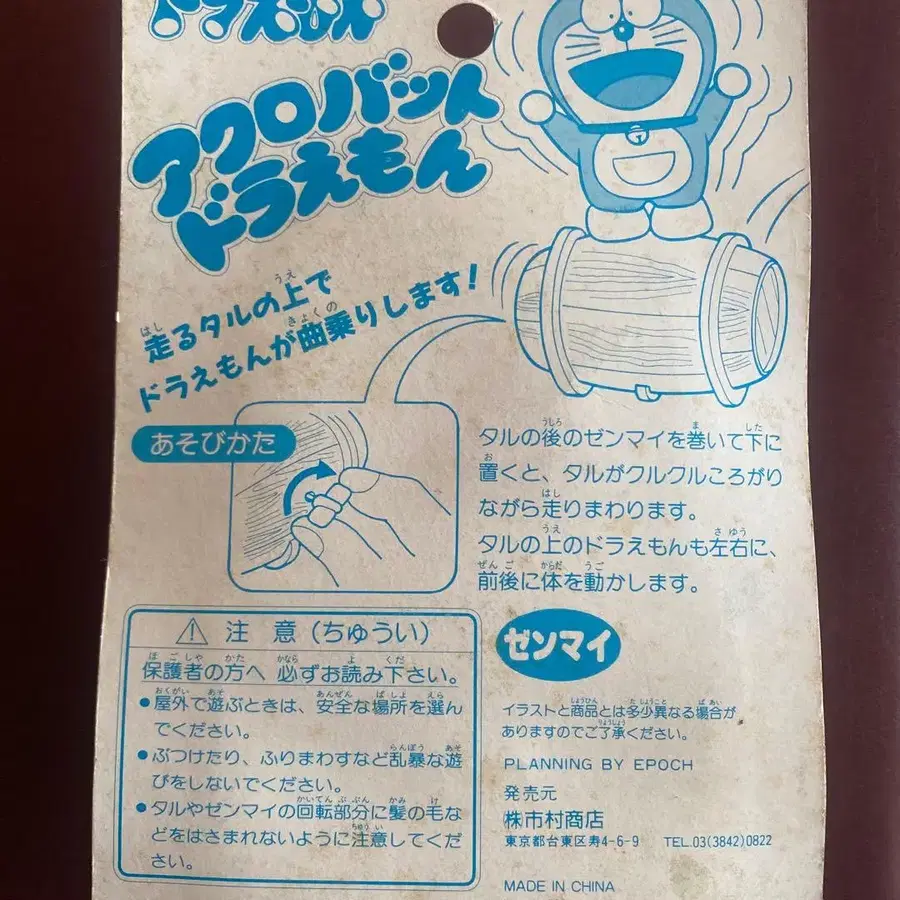 ドラえもん
アクロバット
ドラえもん
走るタルの上で
ドラえもんが曲乗りします!
あそびかた
タルの後のゼンマイを巻いて下に
置くと、タルがクルクルころがり
ながら走りまわります。
タルの上のドラえもんも左右に、
前後に体を動かします。
⚠ 注意(ちゅうい)
保護者の方へ 必ずお読み下さい。
●屋外で遊ぶときは、安全な場所を選ん
でください。
●ぶつけたり、ふりまわすなど乱暴な遊
びをしないでください。
●タルやゼンマイの回転部分に髪の毛な
どをはさまれないように注意してくだ
さい。
ゼンマイ
イラストと商品とは多少異なる場合が
ありますのでご了承ください。
PLANNING BY EPOCH
発売元
㈱市村商店
東京都台東区寿4-6-9 TEL.03(3842)0822
MADE IN CHINA